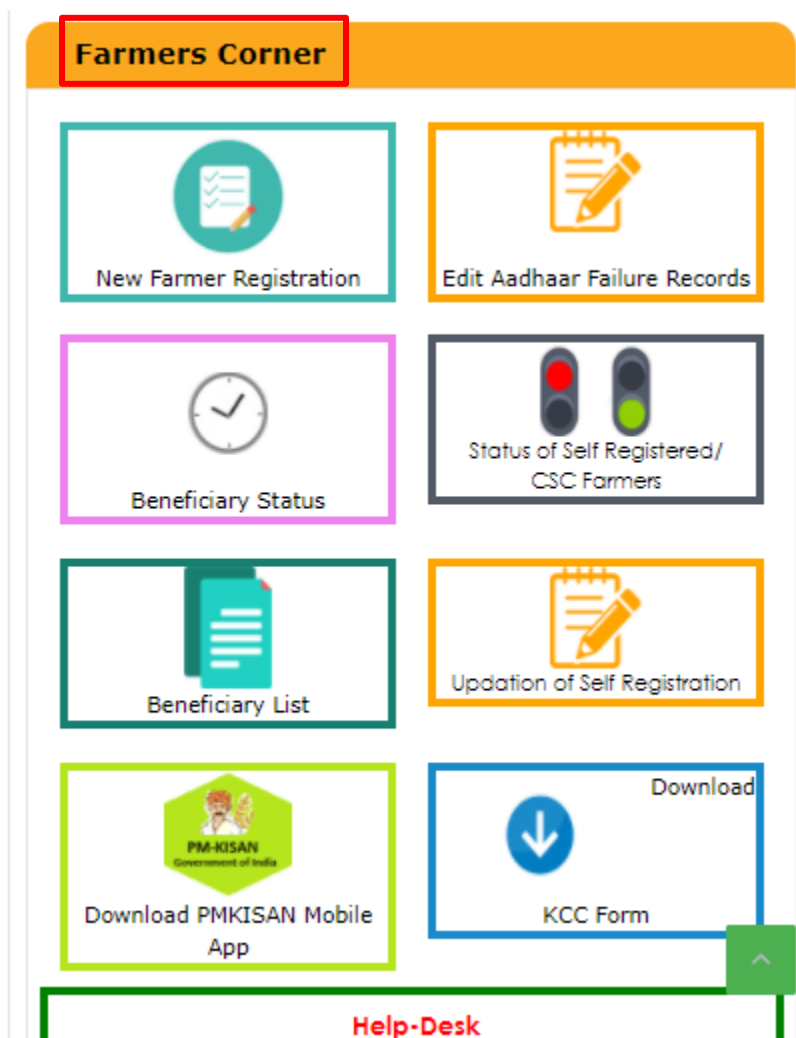 Farmers Corner
New Farmer Registration
Edit Aadhaar Failure Records
Beneficiary Status
Status of Self Registered/
CSC Farmers
Beneficiary List
Updation of Self Registration
PM-KISAN
Government of India
Download PMKISAN Mobile
App
Download
KCC Form
Help-Desk